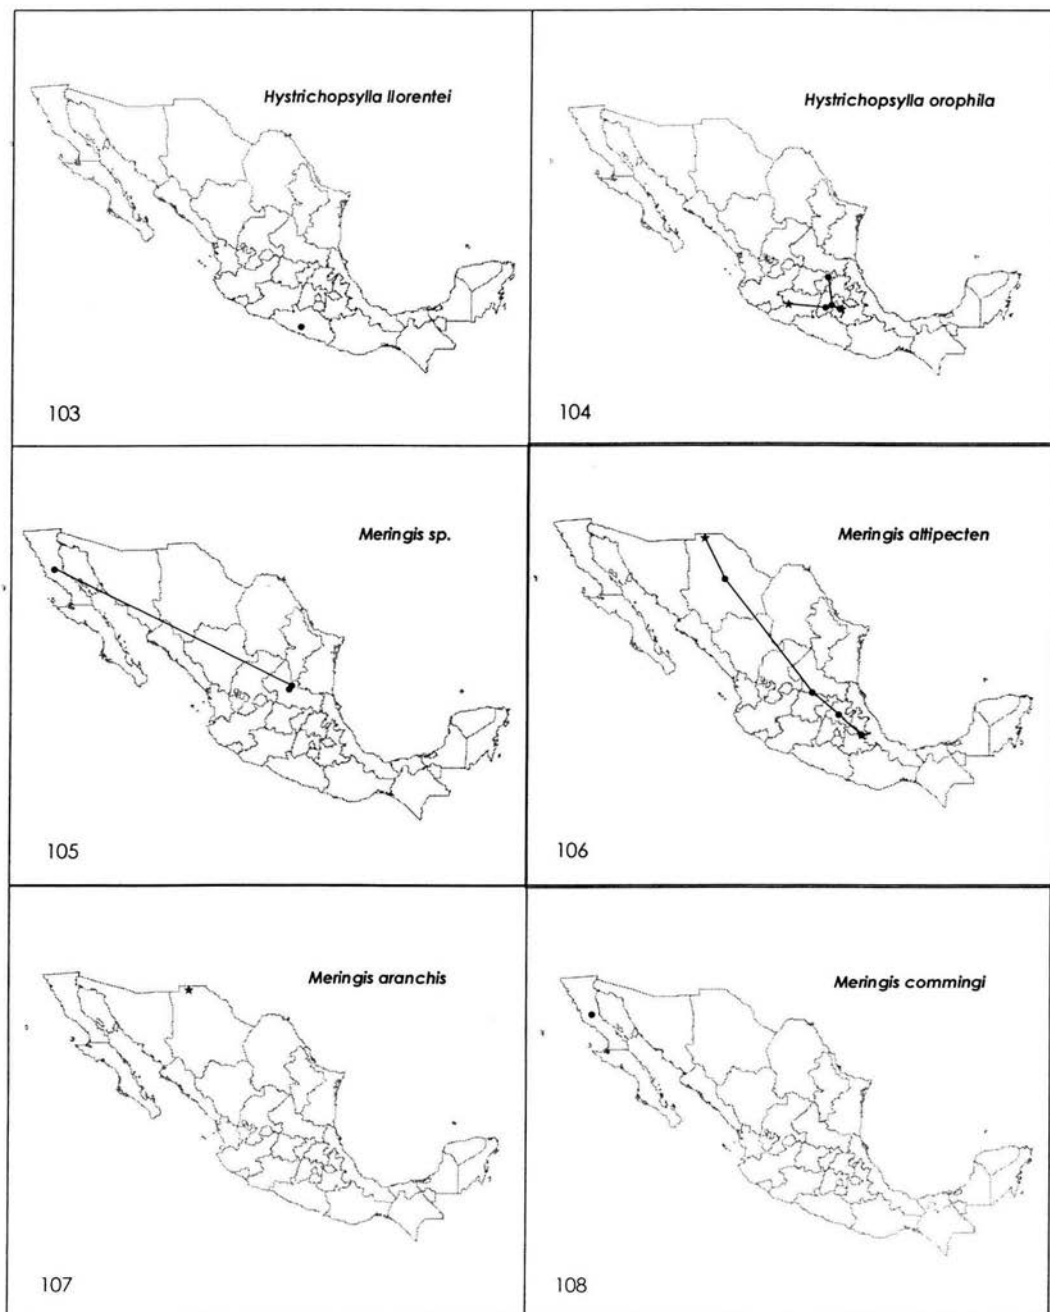 Hystrichopsylla llorentei
103
Hystrichopsylla orophila
104
Meringis sp.
105
Meringis altipecten
106
Meringis aranchis
107
Meringis commingi
108